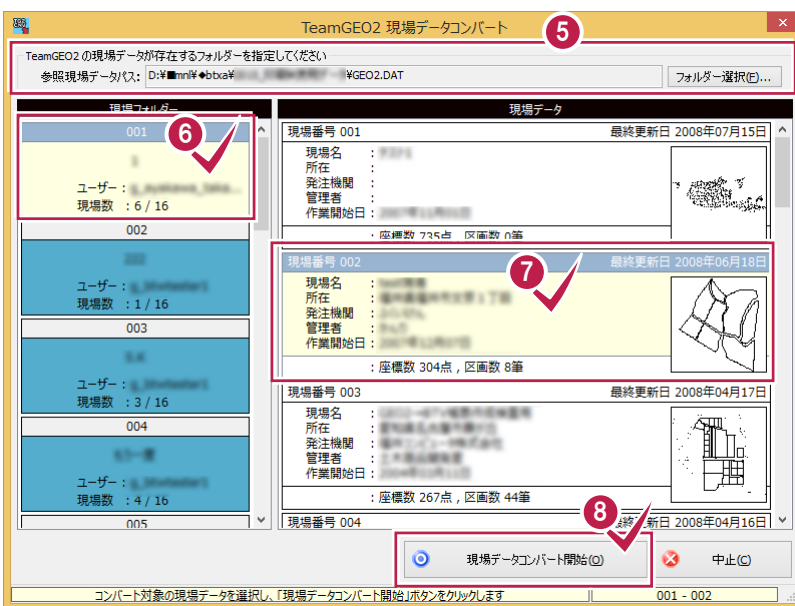 TeamGEO2 現場データコンバート
5
TeamGEO2 の現場データが存在するフォルダーを指定してください
参照現場データパス: D:¥■mnl¥◆btxa¥ ¥GEO2.DAT
フォルダー選択(F)...
現場フォルダー
6
001
ユーザー :
現場数 : 6 / 16
002
ユーザー :
現場数 : 1 / 16
003
ユーザー :
現場数 : 3 / 16
004
ユーザー :
現場数 : 4 / 16
005
現場データ
現場番号 001 最終更新日 2008年07月15日
現場名 :
所在 :
発注機関 :
管理者 :
作業開始日 :
: 座標数 735点 , 区画数 0筆
7
現場番号 002 最終更新日 2008年06月18日
現場名 :
所在 :
発注機関 :
管理者 :
作業開始日 :
: 座標数 304点 , 区画数 8筆
現場番号 003 最終更新日 2008年04月17日
現場名 :
所在 :
発注機関 :
管理者 :
作業開始日 :
: 座標数 267点 , 区画数 44筆
8
現場番号 004 最終更新日 2008年04月16日
現場データコンバート開始(O)
中止(C)
コンバート対象の現場データを選択し、「現場データコンバート開始」ボタンをクリックします
001 - 002